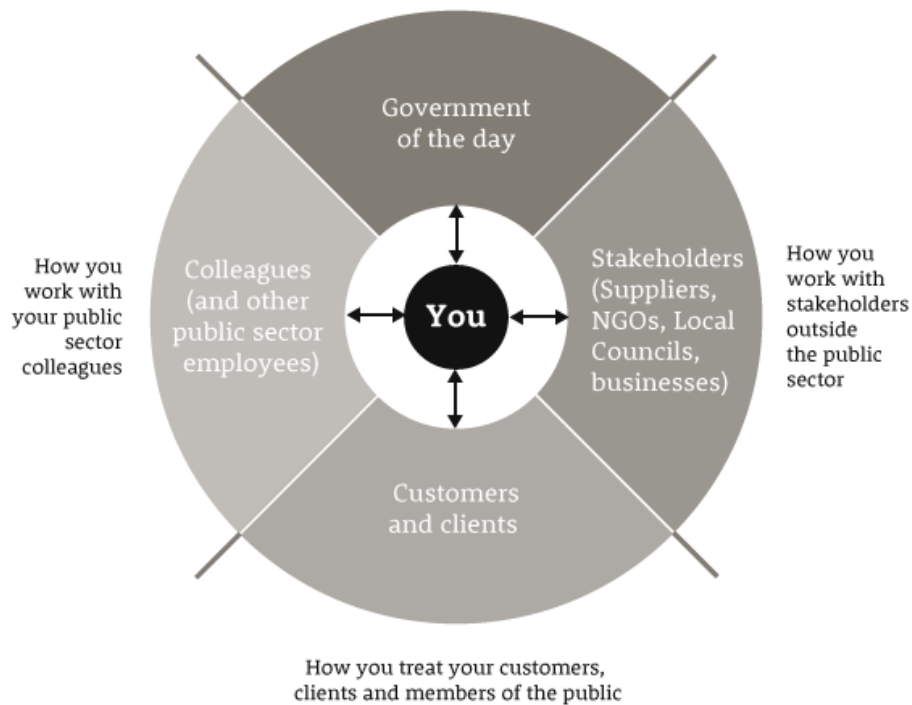 Government
of the day
How you
work with
your public
sector
colleagues
Colleagues
(and other
public sector
employees)
You
Stakeholders
(Suppliers,
NGOs, Local
Councils,
businesses)
How you
work with
stakeholders
outside
the public
sector
Customers
and clients
How you treat your customers,
clients and members of the public